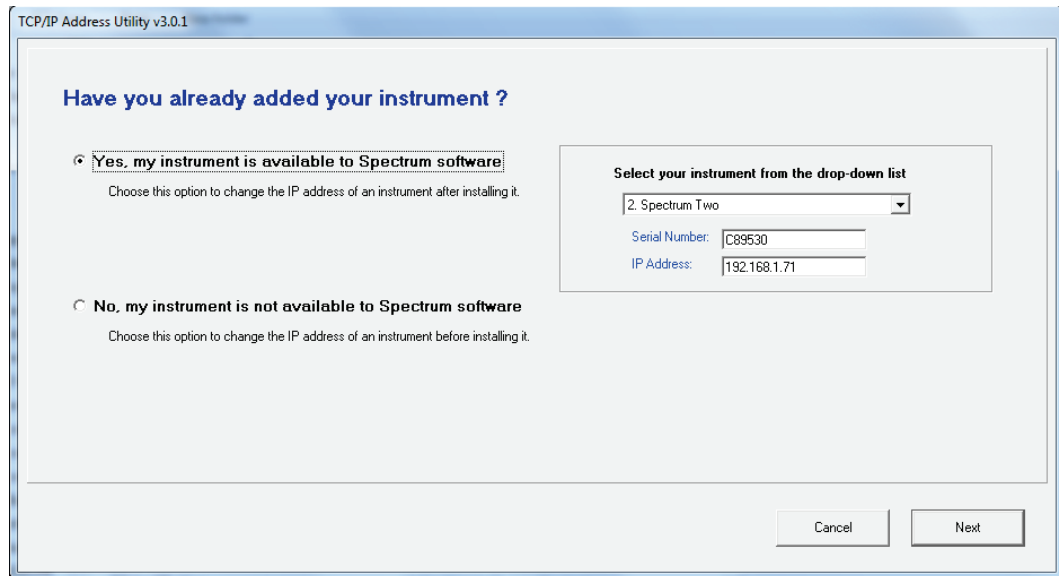 TCP/IP Address Utility v3.0.1
Have you already added your instrument ?
Yes, my instrument is available to Spectrum software
Choose this option to change the IP address of an instrument after installing it.
Select your instrument from the drop-down list
2. Spectrum Two
Serial Number: C89530
IP Address: 192.168.1.71
No, my instrument is not available to Spectrum software
Choose this option to change the IP address of an instrument before installing it.
Cancel Next